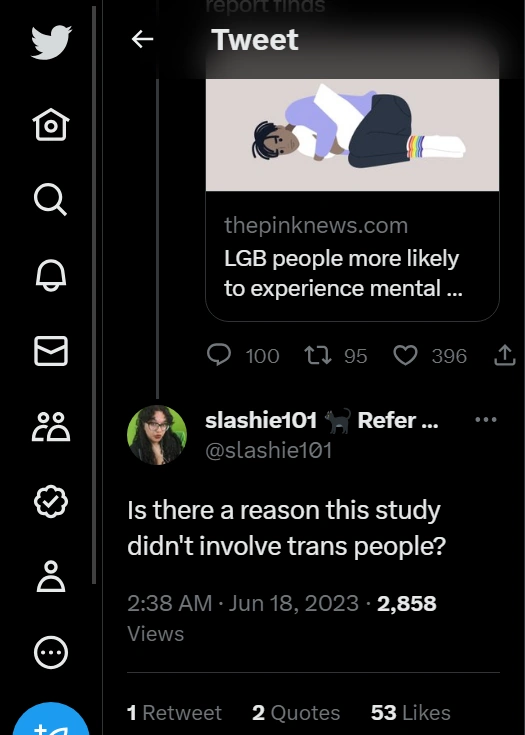 report finds
Tweet
thepinknews.com
LGB people more likely
to experience mental ...
100 95 396
slashie101 🐈‍⬛ Refer ...
@slashie101
Is there a reason this study
didn't involve trans people?
2:38 AM · Jun 18, 2023 · 2,858
Views
1 Retweet 2 Quotes 53 Likes